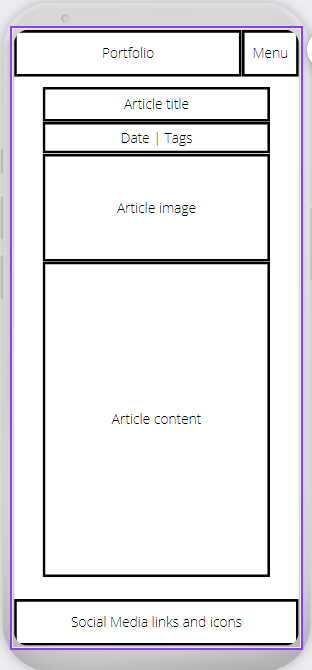 Portfolio
Menu
Article title
Date | Tags
Article image
Article content
Social Media links and icons